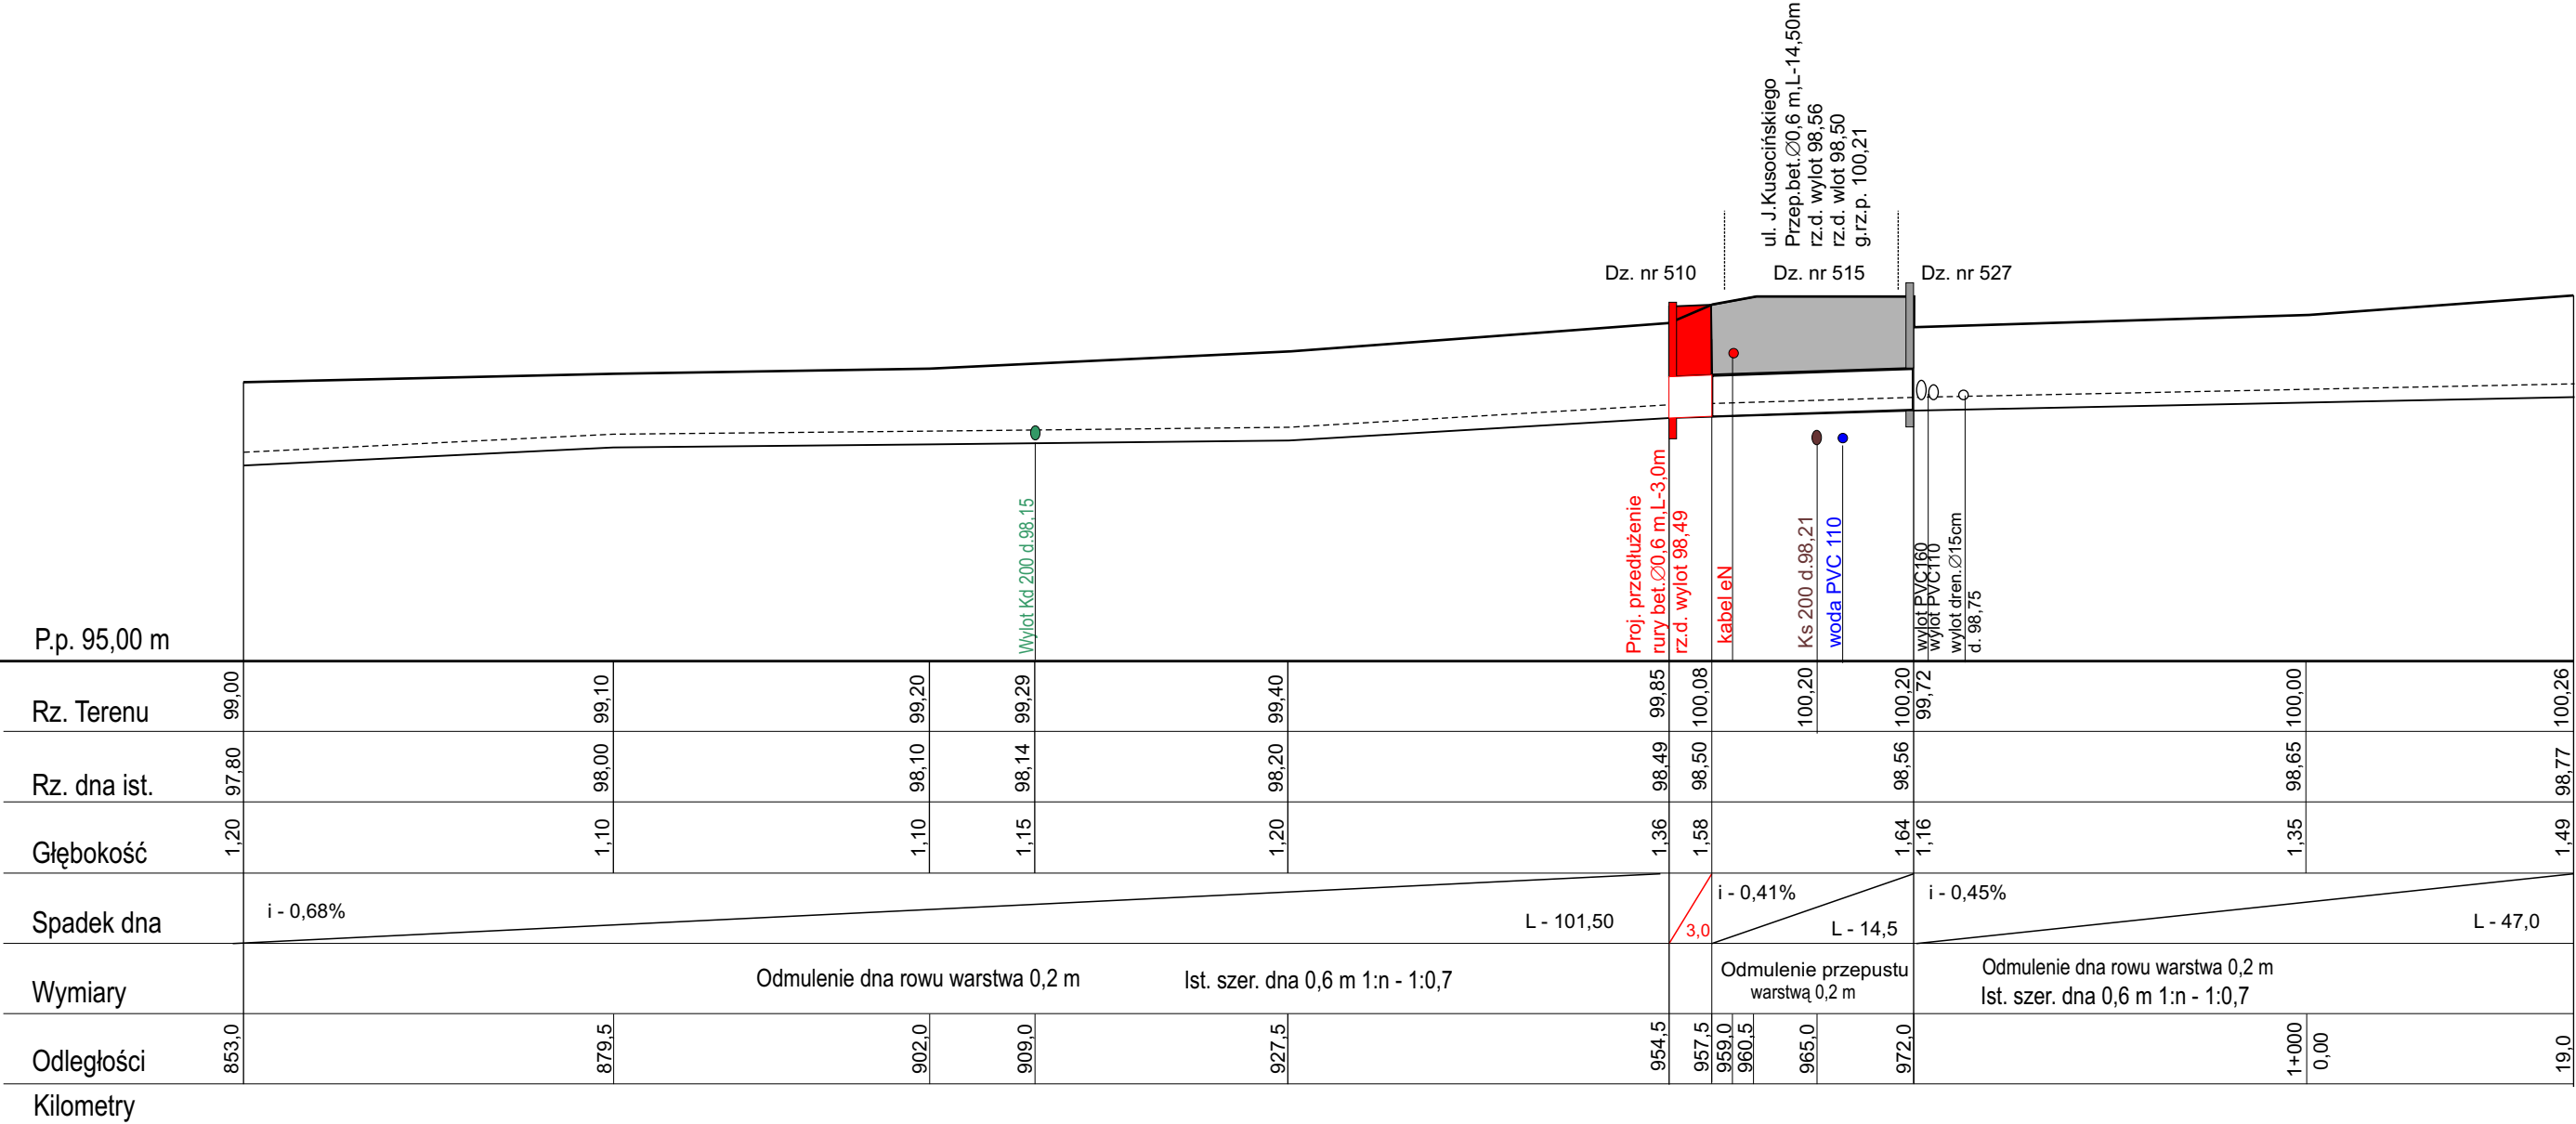 ul. J.Kusocińskiego
Przep.bet.∅0,6 m,L-14,50m
rz.d. wylot 98,56
rz.d. wlot 98,50
g.rz.p. 100,21
Dz. nr 510
Dz. nr 515
Dz. nr 527
Wylot Kd 200 d.98,15
Proj. przedłużenie
rury bet.∅0,6 m,L-3,0m
rz.d. wylot 98,49
kabel eN
Ks 200 d.98,21
woda PVC 110
wylot PVC160
wylot PVC110
wylot dren.∅15cm
d. 98,75
P.p. 95,00 m
Rz. Terenu 99,00 99,10 99,20 99,29 99,40 99,85 100,08 100,20 100,20 99,72 100,00 100,26
Rz. dna ist. 97,80 98,00 98,10 98,14 98,20 98,49 98,50 98,56 98,65 98,77
Głębokość 1,20 1,10 1,10 1,15 1,20 1,36 1,58 1,64 1,16 1,35 1,49
Spadek dna i - 0,68% L - 101,50 3,0 i - 0,41% L - 14,5 i - 0,45% L - 47,0
Wymiary
Odmulenie dna rowu warstwa 0,2 m Ist. szer. dna 0,6 m 1:n - 1:0,7
Odmulenie przepustu
warstwą 0,2 m
Odmulenie dna rowu warstwa 0,2 m
Ist. szer. dna 0,6 m 1:n - 1:0,7
Odległości 853,0 879,5 902,0 909,0 927,5 954,5 957,5 959,0 960,5 965,0 972,0 1+000 0,00 19,0
Kilometry